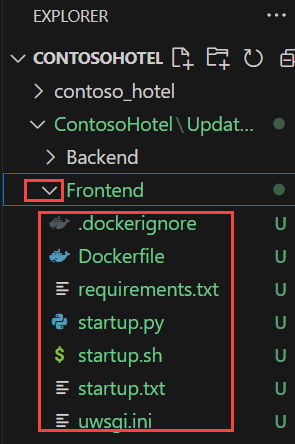 EXPLORER ...
CONTOSOHOTEL
contoso_hotel
ContosoHotel\Updat...
Backend
Frontend
.dockerignore U
Dockerfile U
requirements.txt U
startup.py U
$ startup.sh U
startup.txt U
uwsgi.ini U